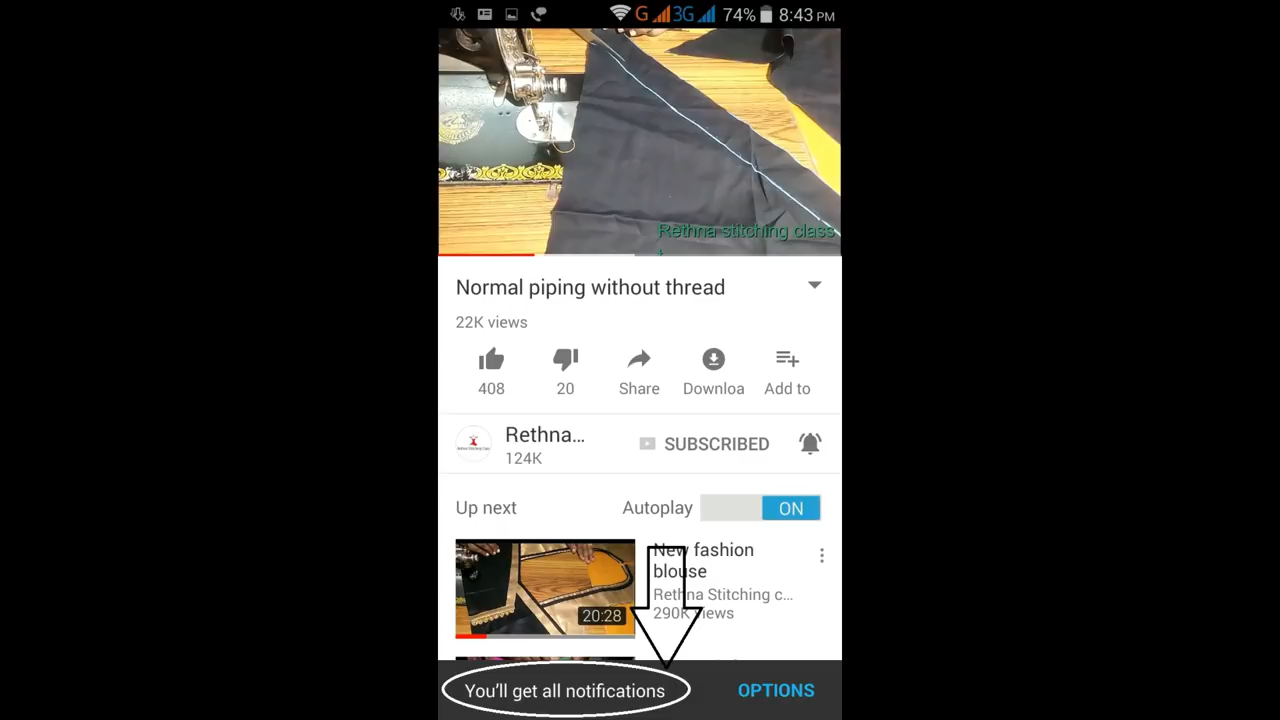 G 3G 74% 8:43 PM
Rethna stitching class
t
Normal piping without thread
22K views
408 20 Share Downloa Add to
Rethna… SUBSCRIBED
124K
Up next Autoplay ON
New fashion
blouse
Rethna Stitching c…
290K views
20:28
You'll get all notifications OPTIONS